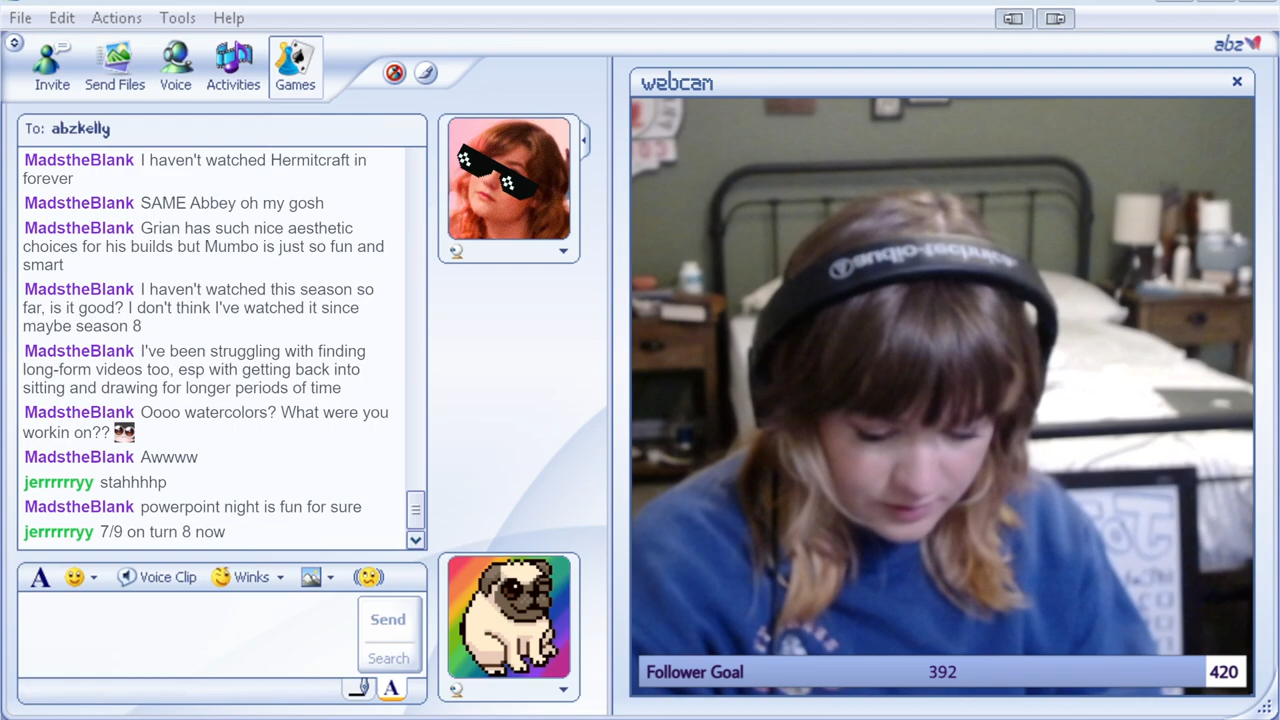 File Edit Actions Tools Help
abz
Invite Send Files Voice Activities Games
webcam
To: abzkelly
MadstheBlank I haven't watched Hermitcraft in
forever
MadstheBlank SAME Abbey oh my gosh
MadstheBlank Grian has such nice aesthetic
choices for his builds but Mumbo is just so fun and
smart
MadstheBlank I haven't watched this season so
far, is it good? I don't think I've watched it since
maybe season 8
MadstheBlank I've been struggling with finding
long-form videos too, esp with getting back into
sitting and drawing for longer periods of time
MadstheBlank Oooo watercolors? What were you
workin on??
MadstheBlank Awwww
jerrrrrryy stahhhhp
MadstheBlank powerpoint night is fun for sure
jerrrrrryy 7/9 on turn 8 now
A Voice Clip Winks
Send
Search
A
audio-technica
Follower Goal 392 420